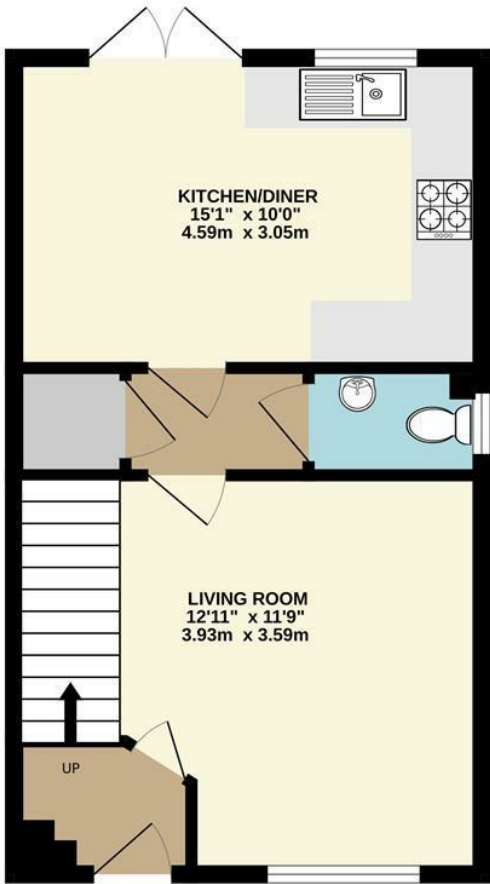 KITCHEN/DINER
15'1" x 10'0"
4.59m x 3.05m
LIVING ROOM
12'11" x 11'9"
3.93m x 3.59m
UP